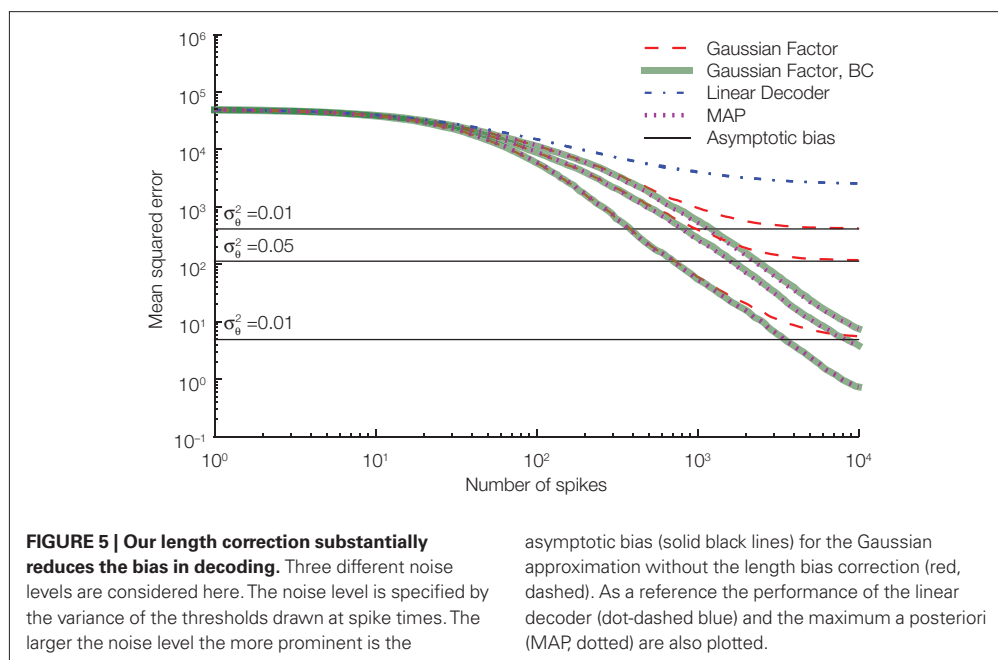 10⁶
10⁵
10⁴
10³
10²
10¹
10⁰
10⁻¹
Mean squared error
Gaussian Factor
Gaussian Factor, BC
Linear Decoder
MAP
Asymptotic bias
σ²θ =0.01
σ²θ =0.05
σ²θ =0.01
10⁰ 10¹ 10² 10³ 10⁴
Number of spikes
FIGURE 5 | Our length correction substantially
reduces the bias in decoding. Three different noise
levels are considered here. The noise level is specified by
the variance of the thresholds drawn at spike times. The
larger the noise level the more prominent is the
asymptotic bias (solid black lines) for the Gaussian
approximation without the length bias correction (red,
dashed). As a reference the performance of the linear
decoder (dot-dashed blue) and the maximum a posteriori
(MAP, dotted) are also plotted.